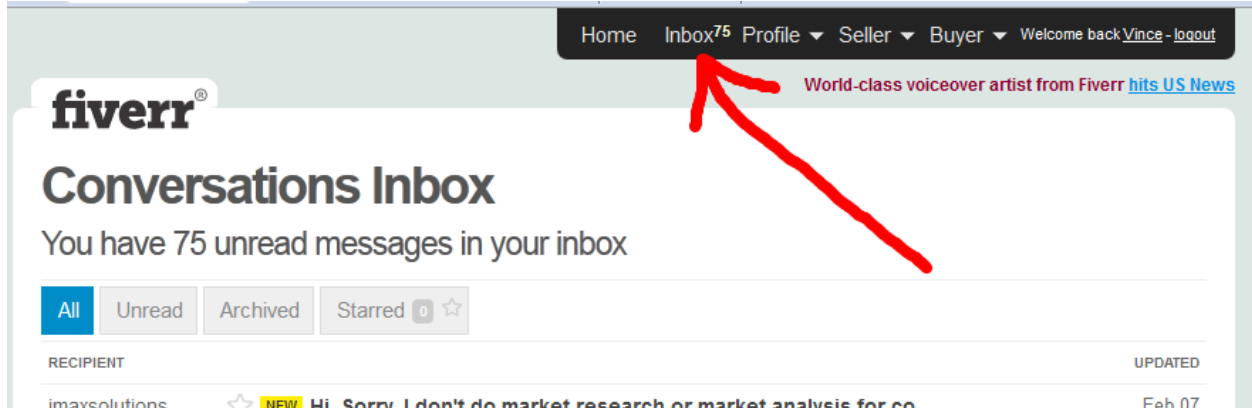 Home Inbox75 Profile Seller Buyer Welcome back Vince - logout
World-class voiceover artist from Fiverr hits US News
fiverr®
Conversations Inbox
You have 75 unread messages in your inbox
All Unread Archived Starred 0
RECIPIENT UPDATED
imaxsolutions NEW Hi, Sorry, I don't do market research or market analysis for co Feb 07